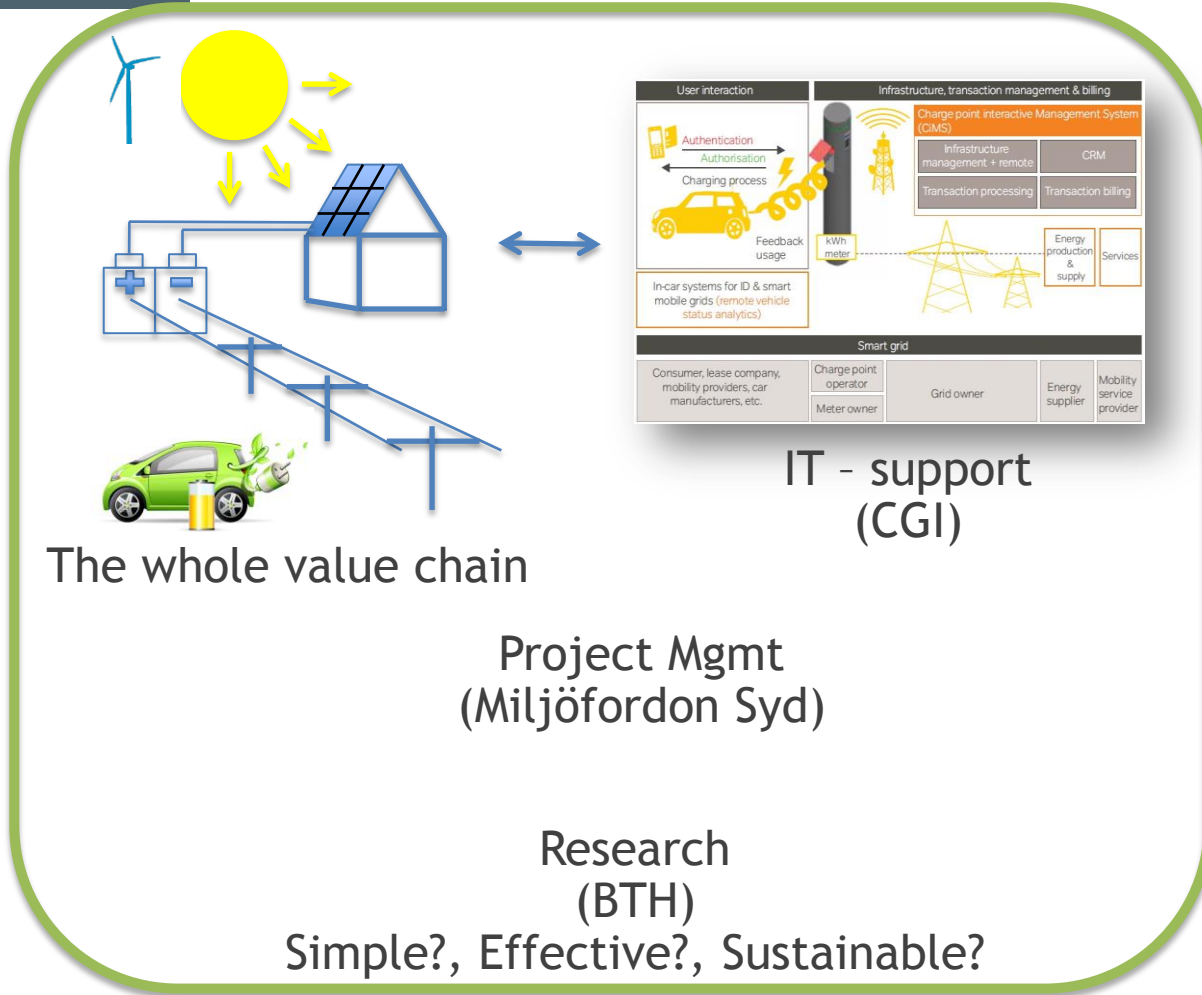 User interaction
Infrastructure, transaction management & billing
Authentication
Authorisation
Charging process
Feedback
usage
Charge point interactive Management System
(CiMS)
Infrastructure
management + remote
CRM
Transaction processing
Transaction billing
kWh
meter
Energy
production
&
supply
Services
In-car systems for ID & smart
mobile grids (remote vehicle
status analytics)
Smart grid
Consumer, lease company,
mobility providers, car
manufacturers, etc.
Charge point
operator
Meter owner
Grid owner
Energy
supplier
Mobility
service
provider
IT - support
(CGI)
The whole value chain
Project Mgmt
(Miljöfordon Syd)
Research
(BTH)
Simple?, Effective?, Sustainable?